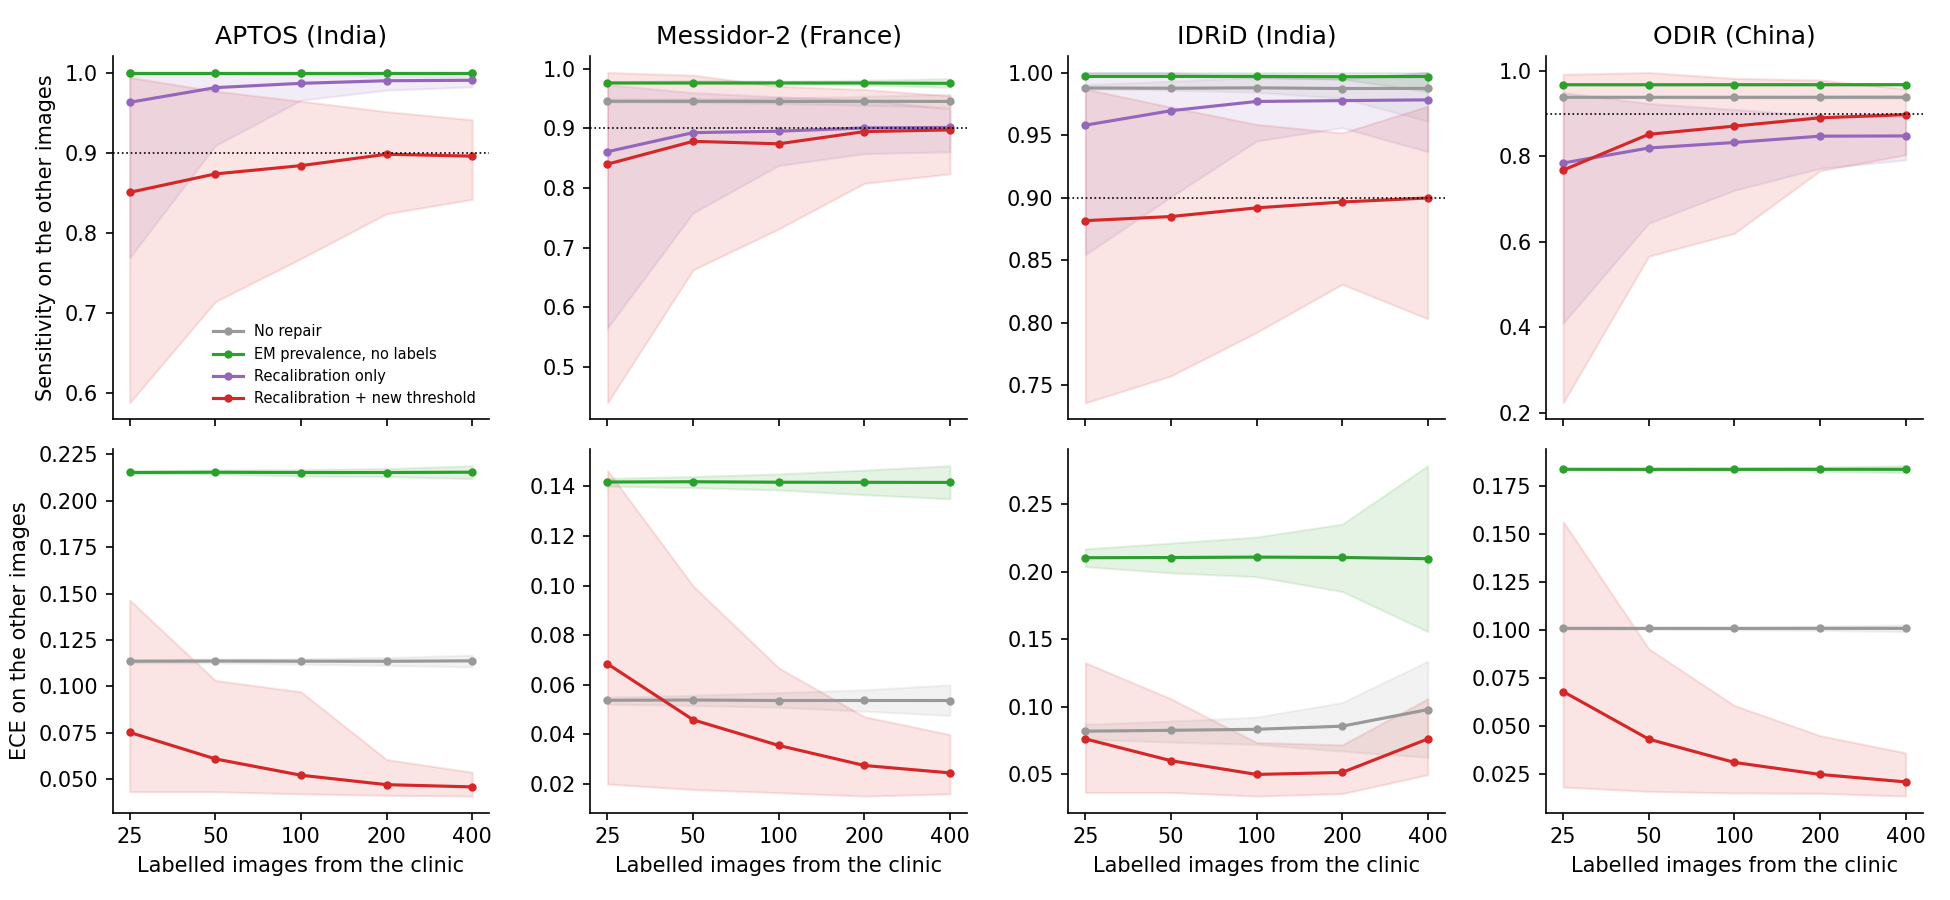 APTOS (India)
Messidor-2 (France)
IDRiD (India)
ODIR (China)
Sensitivity on the other images
1.0
0.9
0.8
0.7
0.6
No repair
EM prevalence, no labels
Recalibration only
Recalibration + new threshold
1.0
0.9
0.8
0.7
0.6
0.5
1.00
0.95
0.90
0.85
0.80
0.75
1.0
0.8
0.6
0.4
0.2
ECE on the other images
0.225
0.200
0.175
0.150
0.125
0.100
0.075
0.050
25 50 100 200 400
Labelled images from the clinic
0.14
0.12
0.10
0.08
0.06
0.04
0.02
25 50 100 200 400
Labelled images from the clinic
0.25
0.20
0.15
0.10
0.05
25 50 100 200 400
Labelled images from the clinic
0.175
0.150
0.125
0.100
0.075
0.050
0.025
25 50 100 200 400
Labelled images from the clinic